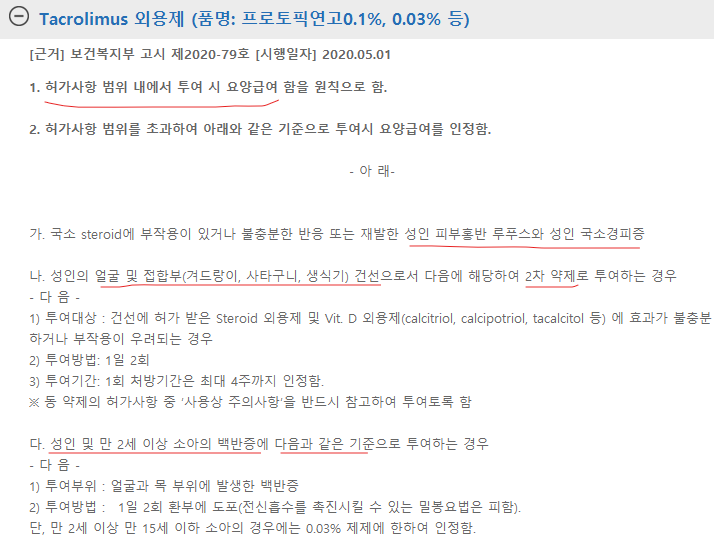 Tacrolimus 외용제 (품명: 프로토픽연고0.1%, 0.03% 등)
[근거] 보건복지부 고시 제2020-79호 [시행일자] 2020.05.01
1. 허가사항 범위 내에서 투여 시 요양급여 함을 원칙으로 함.
2. 허가사항 범위를 초과하여 아래와 같은 기준으로 투여시 요양급여를 인정함.
- 아 래-
가. 국소 steroid에 부작용이 있거나 불충분한 반응 또는 재발한 성인 피부홍반 루푸스와 성인 국소경피증
나. 성인의 얼굴 및 접합부(겨드랑이, 사타구니, 생식기) 건선으로서 다음에 해당하여 2차 약제로 투여하는 경우
- 다 음 -
1) 투여대상 : 건선에 허가 받은 Steroid 외용제 및 Vit. D 외용제(calcitriol, calcipotriol, tacalcitol 등) 에 효과가 불충분
하거나 부작용이 우려되는 경우
2) 투여방법: 1일 2회
3) 투여기간: 1회 처방기간은 최대 4주까지 인정함.
※ 동 약제의 허가사항 중 '사용상 주의사항'을 반드시 참고하여 투여토록 함
다. 성인 및 만 2세 이상 소아의 백반증에 다음과 같은 기준으로 투여하는 경우
- 다 음 -
1) 투여부위 : 얼굴과 목 부위에 발생한 백반증
2) 투여방법 : 1일 2회 환부에 도포(전신흡수를 촉진시킬 수 있는 밀봉요법은 피함).
단, 만 2세 이상 만 15세 이하 소아의 경우에는 0.03% 제제에 한하여 인정함.